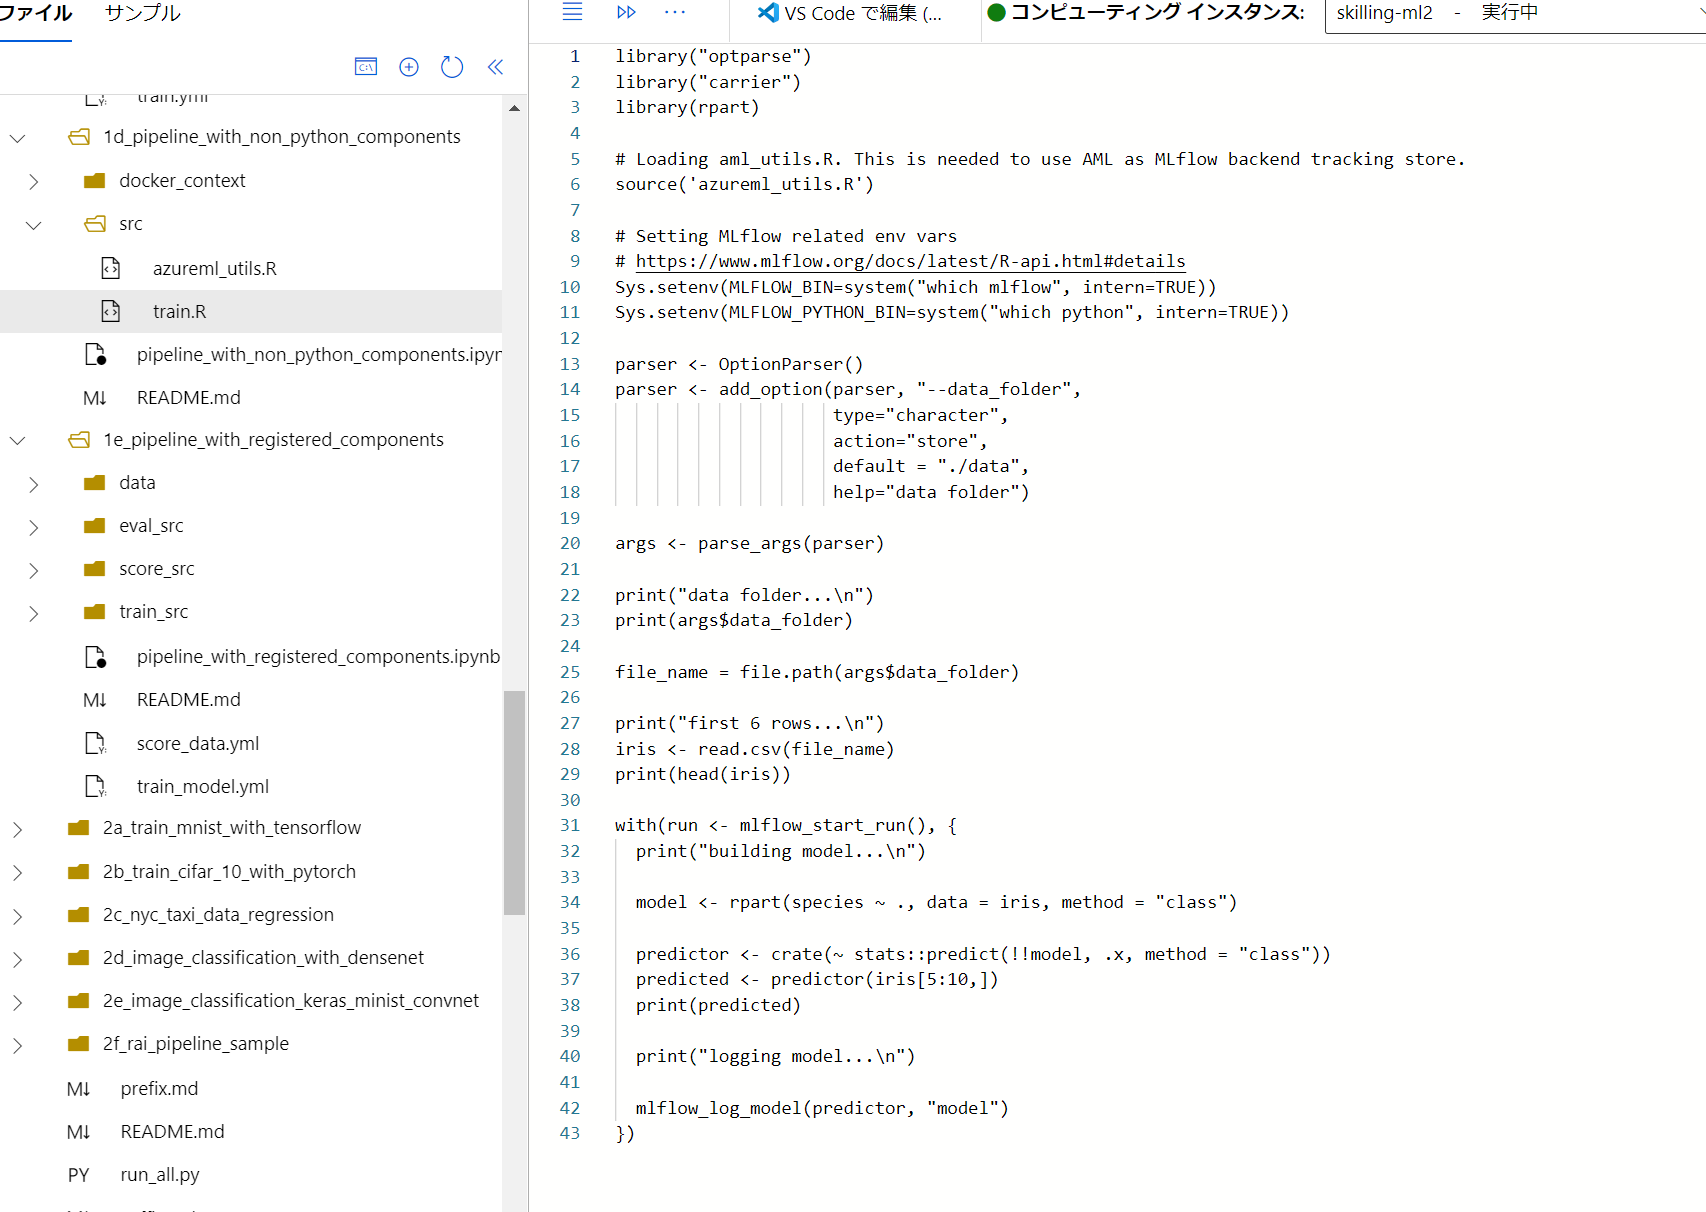 ファイル サンプル
train.yml
1d_pipeline_with_non_python_components
docker_context
src
azureml_utils.R
train.R
pipeline_with_non_python_components.ipyn
M↓ README.md
1e_pipeline_with_registered_components
data
eval_src
score_src
train_src
pipeline_with_registered_components.ipynb
M↓ README.md
score_data.yml
train_model.yml
2a_train_mnist_with_tensorflow
2b_train_cifar_10_with_pytorch
2c_nyc_taxi_data_regression
2d_image_classification_with_densenet
2e_image_classification_keras_minist_convnet
2f_rai_pipeline_sample
M↓ prefix.md
M↓ README.md
PY run_all.py
VS Code で編集 (...
コンピューティング インスタンス:
skilling-ml2 - 実行中
1 library("optparse")
2 library("carrier")
3 library(rpart)
4
5 # Loading aml_utils.R. This is needed to use AML as MLflow backend tracking store.
6 source('azureml_utils.R')
7
8 # Setting MLflow related env vars
9 # https://www.mlflow.org/docs/latest/R-api.html#details
10 Sys.setenv(MLFLOW_BIN=system("which mlflow", intern=TRUE))
11 Sys.setenv(MLFLOW_PYTHON_BIN=system("which python", intern=TRUE))
12
13 parser <- OptionParser()
14 parser <- add_option(parser, "--data_folder",
15 type="character",
16 action="store",
17 default = "./data",
18 help="data folder")
19
20 args <- parse_args(parser)
21
22 print("data folder...\n")
23 print(args$data_folder)
24
25 file_name = file.path(args$data_folder)
26
27 print("first 6 rows...\n")
28 iris <- read.csv(file_name)
29 print(head(iris))
30
31 with(run <- mlflow_start_run(), {
32 print("building model...\n")
33
34 model <- rpart(species ~ ., data = iris, method = "class")
35
36 predictor <- crate(~ stats::predict(!!model, .x, method = "class"))
37 predicted <- predictor(iris[5:10,])
38 print(predicted)
39
40 print("logging model...\n")
41
42 mlflow_log_model(predictor, "model")
43 })